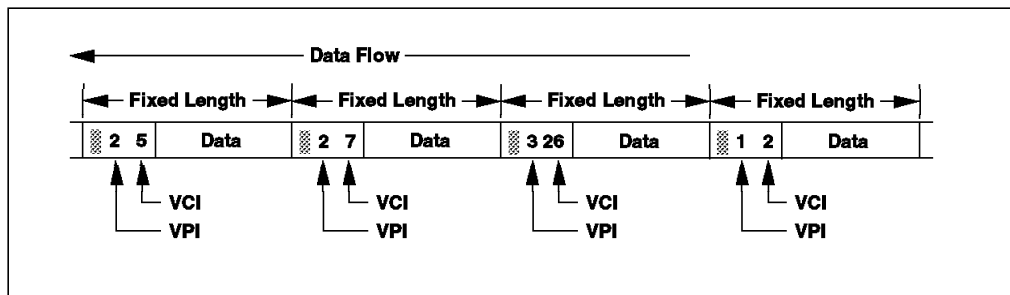 Data Flow
Fixed Length Fixed Length Fixed Length Fixed Length
2 5 Data 2 7 Data 3 26 Data 1 2 Data
VCI VCI VCI VCI
VPI VPI VPI VPI